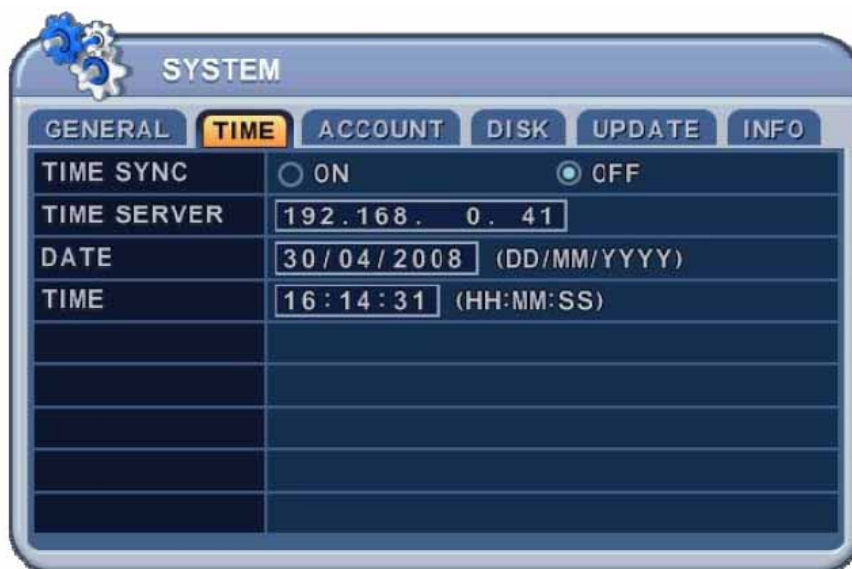 SYSTEM
GENERAL TIME ACCOUNT DISK UPDATE INFO
TIME SYNC ON OFF
TIME SERVER 192.168. 0. 41
DATE 30/04/2008 (DD/MM/YYYY)
TIME 16:14:31 (HH:MM:SS)